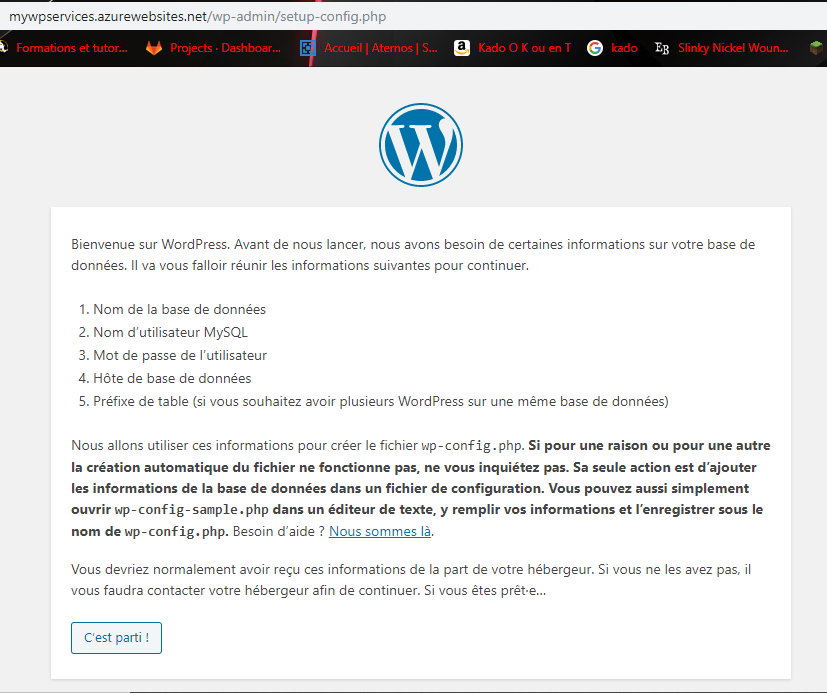 mywpservices.azurewebsites.net/wp-admin/setup-config.php
Formations et tutor... Projects · Dashboar... Accueil | Aternos | S... Kado O K ou en T kado Slinky Nickel Woun...
Bienvenue sur WordPress. Avant de nous lancer, nous avons besoin de certaines informations sur votre base de
données. Il va vous falloir réunir les informations suivantes pour continuer.
1. Nom de la base de données
2. Nom d’utilisateur MySQL
3. Mot de passe de l’utilisateur
4. Hôte de base de données
5. Préfixe de table (si vous souhaitez avoir plusieurs WordPress sur une même base de données)
Nous allons utiliser ces informations pour créer le fichier wp-config.php. Si pour une raison ou pour une autre
la création automatique du fichier ne fonctionne pas, ne vous inquiétez pas. Sa seule action est d’ajouter
les informations de la base de données dans un fichier de configuration. Vous pouvez aussi simplement
ouvrir wp-config-sample.php dans un éditeur de texte, y remplir vos informations et l’enregistrer sous le
nom de wp-config.php. Besoin d’aide ? Nous sommes là.
Vous devriez normalement avoir reçu ces informations de la part de votre hébergeur. Si vous ne les avez pas, il
vous faudra contacter votre hébergeur afin de continuer. Si vous êtes prêt·e…
C’est parti !